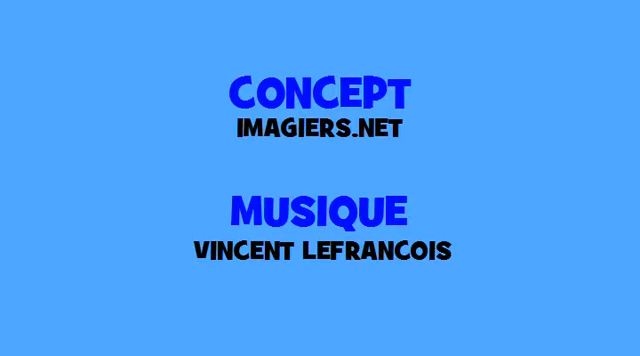 CONCEPT
IMAGIERS.NET
MUSIQUE
VINCENT LEFRANCOIS